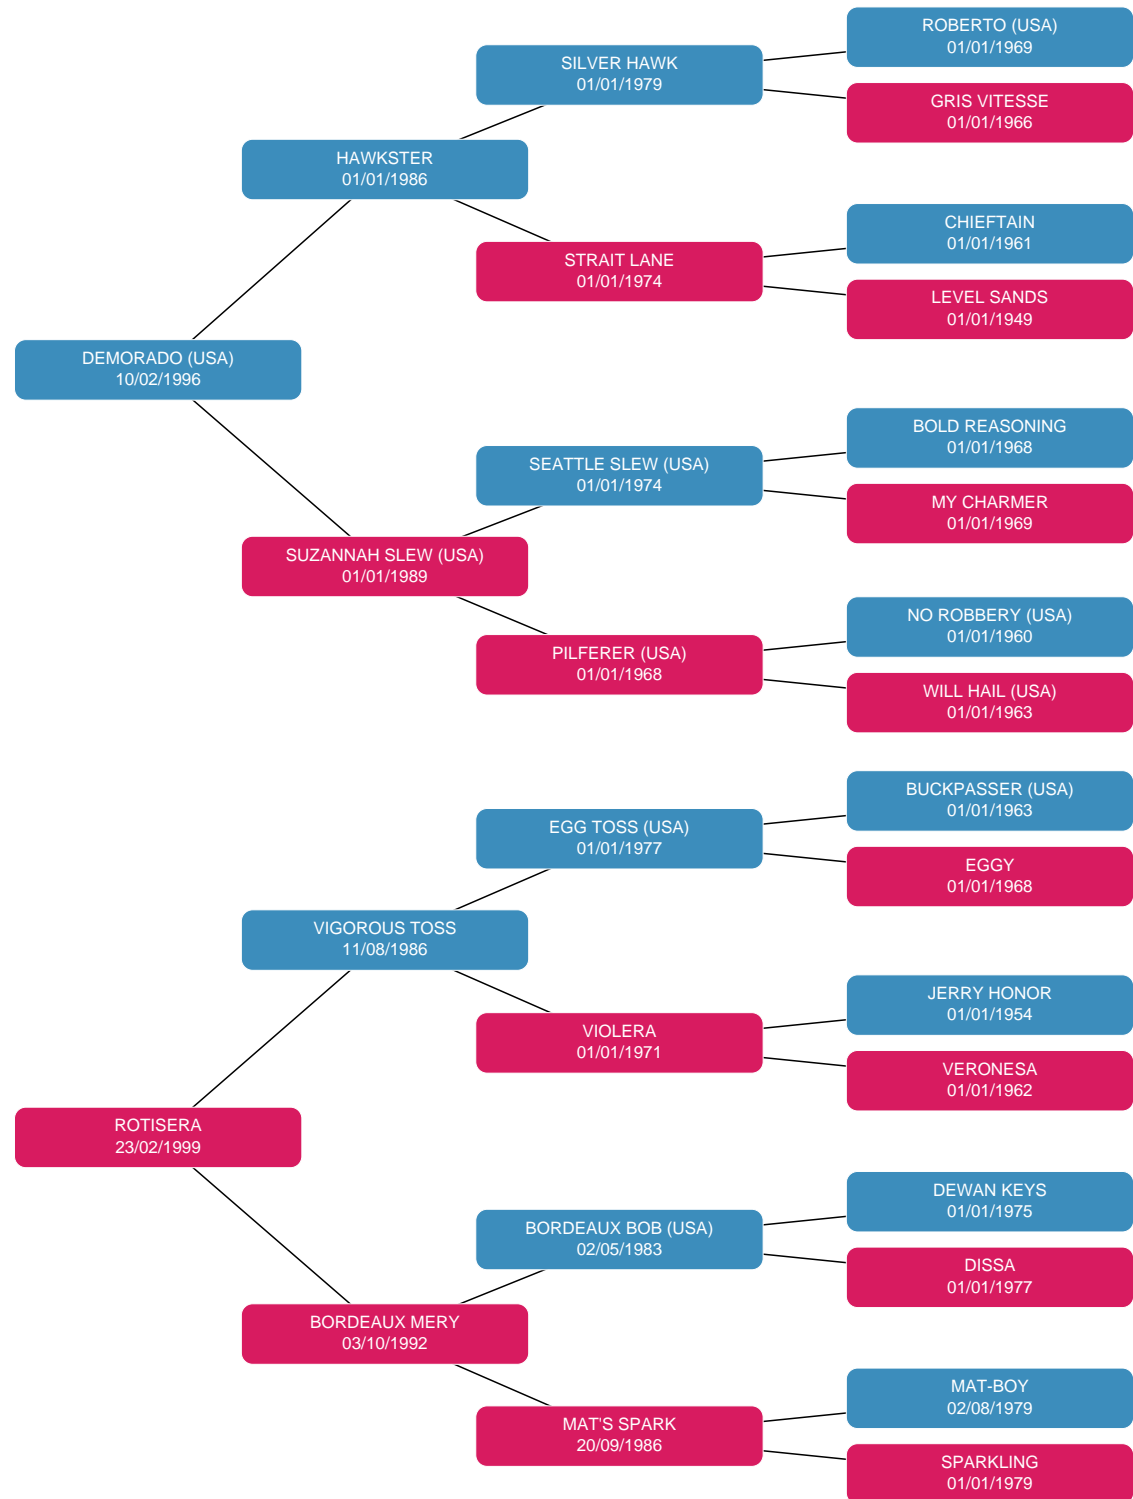 ROBERTO (USA)
01/01/1969
SILVER HAWK
01/01/1979
GRIS VITESSE
01/01/1966
HAWKSTER
01/01/1986
CHIEFTAIN
01/01/1961
STRAIT LANE
01/01/1974
LEVEL SANDS
01/01/1949
DEMORADO (USA)
10/02/1996
BOLD REASONING
01/01/1968
SEATTLE SLEW (USA)
01/01/1974
MY CHARMER
01/01/1969
SUZANNAH SLEW (USA)
01/01/1989
NO ROBBERY (USA)
01/01/1960
PILFERER (USA)
01/01/1968
WILL HAIL (USA)
01/01/1963
BUCKPASSER (USA)
01/01/1963
EGG TOSS (USA)
01/01/1977
EGGY
01/01/1968
VIGOROUS TOSS
11/08/1986
JERRY HONOR
01/01/1954
VIOLERA
01/01/1971
VERONESA
01/01/1962
ROTISERA
23/02/1999
DEWAN KEYS
01/01/1975
BORDEAUX BOB (USA)
02/05/1983
DISSA
01/01/1977
BORDEAUX MERY
03/10/1992
MAT-BOY
02/08/1979
MAT'S SPARK
20/09/1986
SPARKLING
01/01/1979